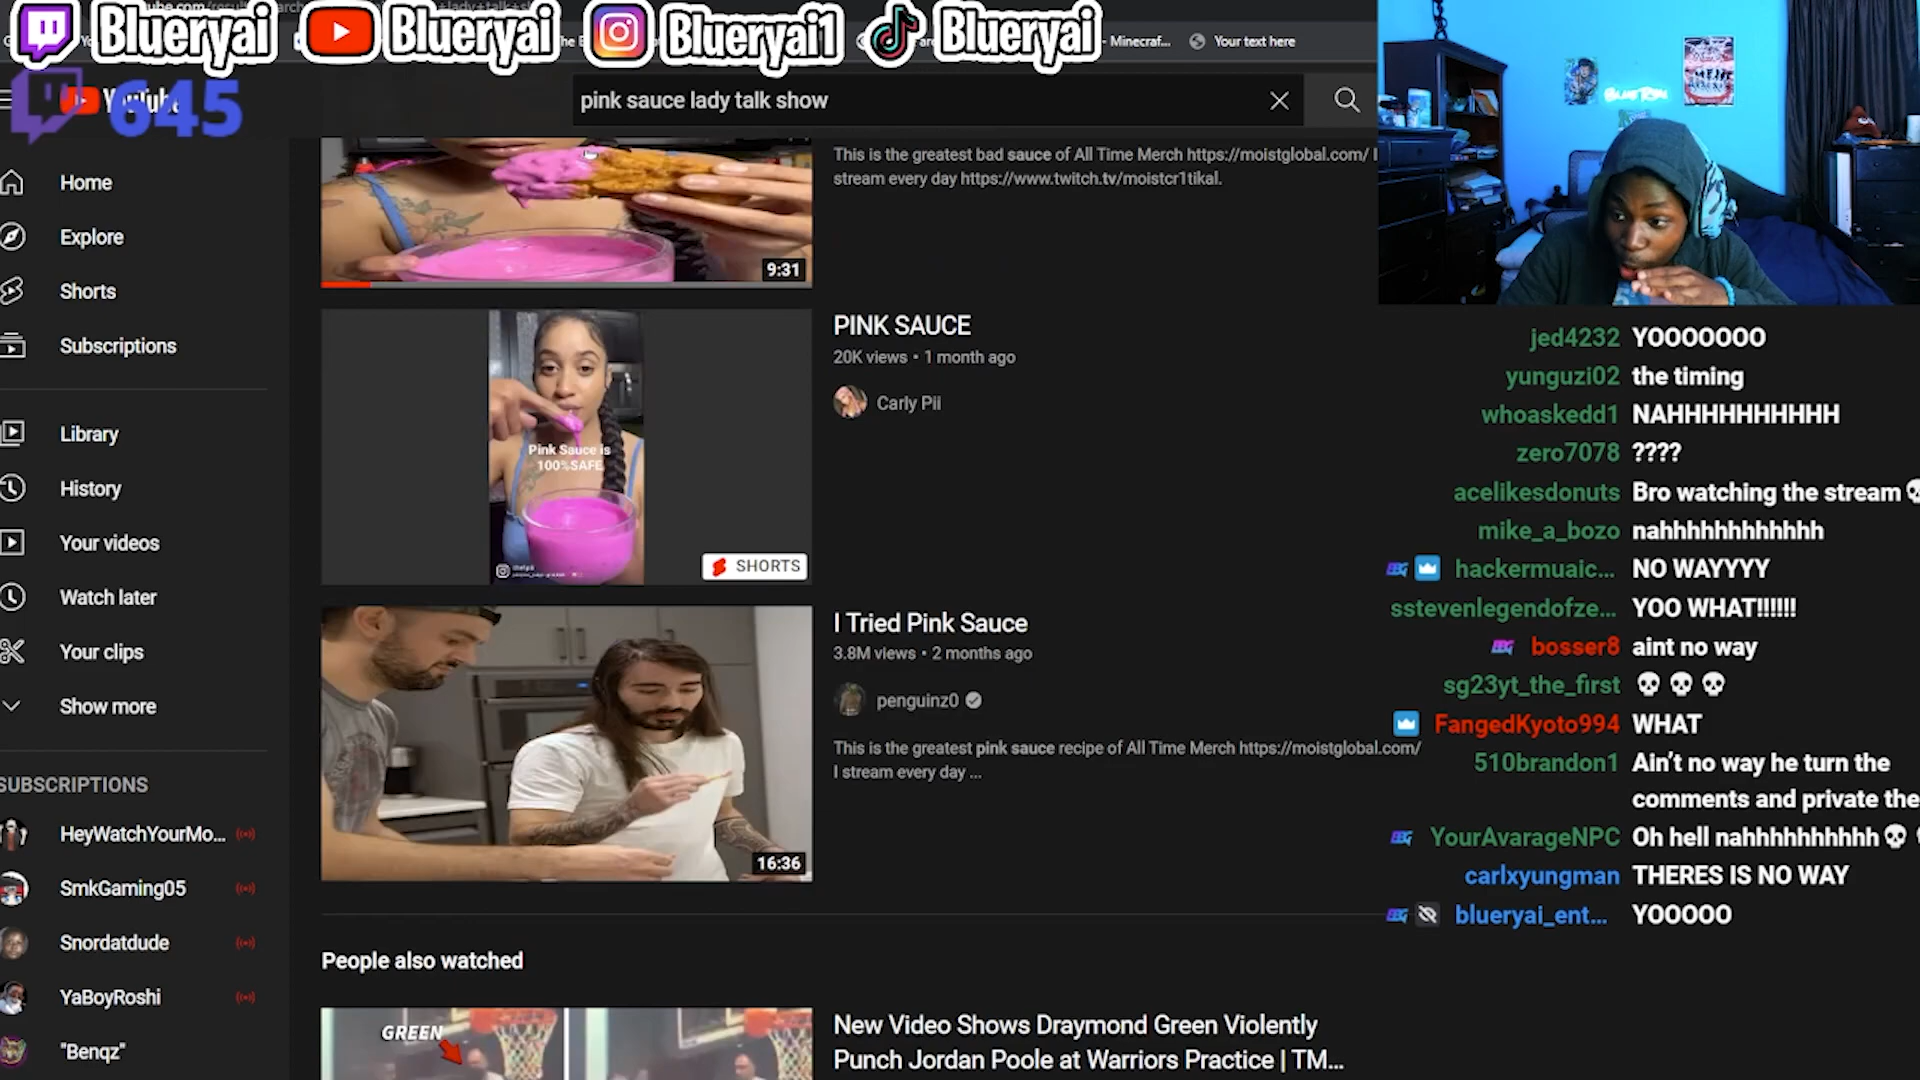 Blueryai
Blueryai
Blueryai1
Blueryai
- Minecraf...
Your text here
645
pink sauce lady talk show
Home
Explore
Shorts
Subscriptions
Library
History
Your videos
Watch later
Your clips
Show more
SUBSCRIPTIONS
HeyWatchYourMo...
SmkGaming05
Snordatdude
YaBoyRoshi
"Benqz"
This is the greatest bad sauce of All Time Merch https://moistglobal.com/ I
stream every day https://www.twitch.tv/moistcr1tikal.
9:31
PINK SAUCE
20K views • 1 month ago
Carly Pii
Pink Sauce is
100%SAFE
SHORTS
I Tried Pink Sauce
3.8M views • 2 months ago
penguinz0
This is the greatest pink sauce recipe of All Time Merch https://moistglobal.com/
I stream every day ...
16:36
People also watched
GREEN
New Video Shows Draymond Green Violently
Punch Jordan Poole at Warriors Practice | TM...
jed4232 YOOOOOOO
yunguzi02 the timing
whoaskedd1 NAHHHHHHHHHH
zero7078 ????
acelikesdonuts Bro watching the stream
mike_a_bozo nahhhhhhhhhhhh
hackermuaic... NO WAYYYY
sstevenlegendofze... YOO WHAT!!!!!!
bosser8 aint no way
sg23yt_the_first 💀 💀 💀
FangedKyoto994 WHAT
510brandon1 Ain't no way he turn the
comments and private the
YourAvarageNPC Oh hell nahhhhhhhhhhh💀
carlxyungman THERES IS NO WAY
blueryai_ent... YOOOOO